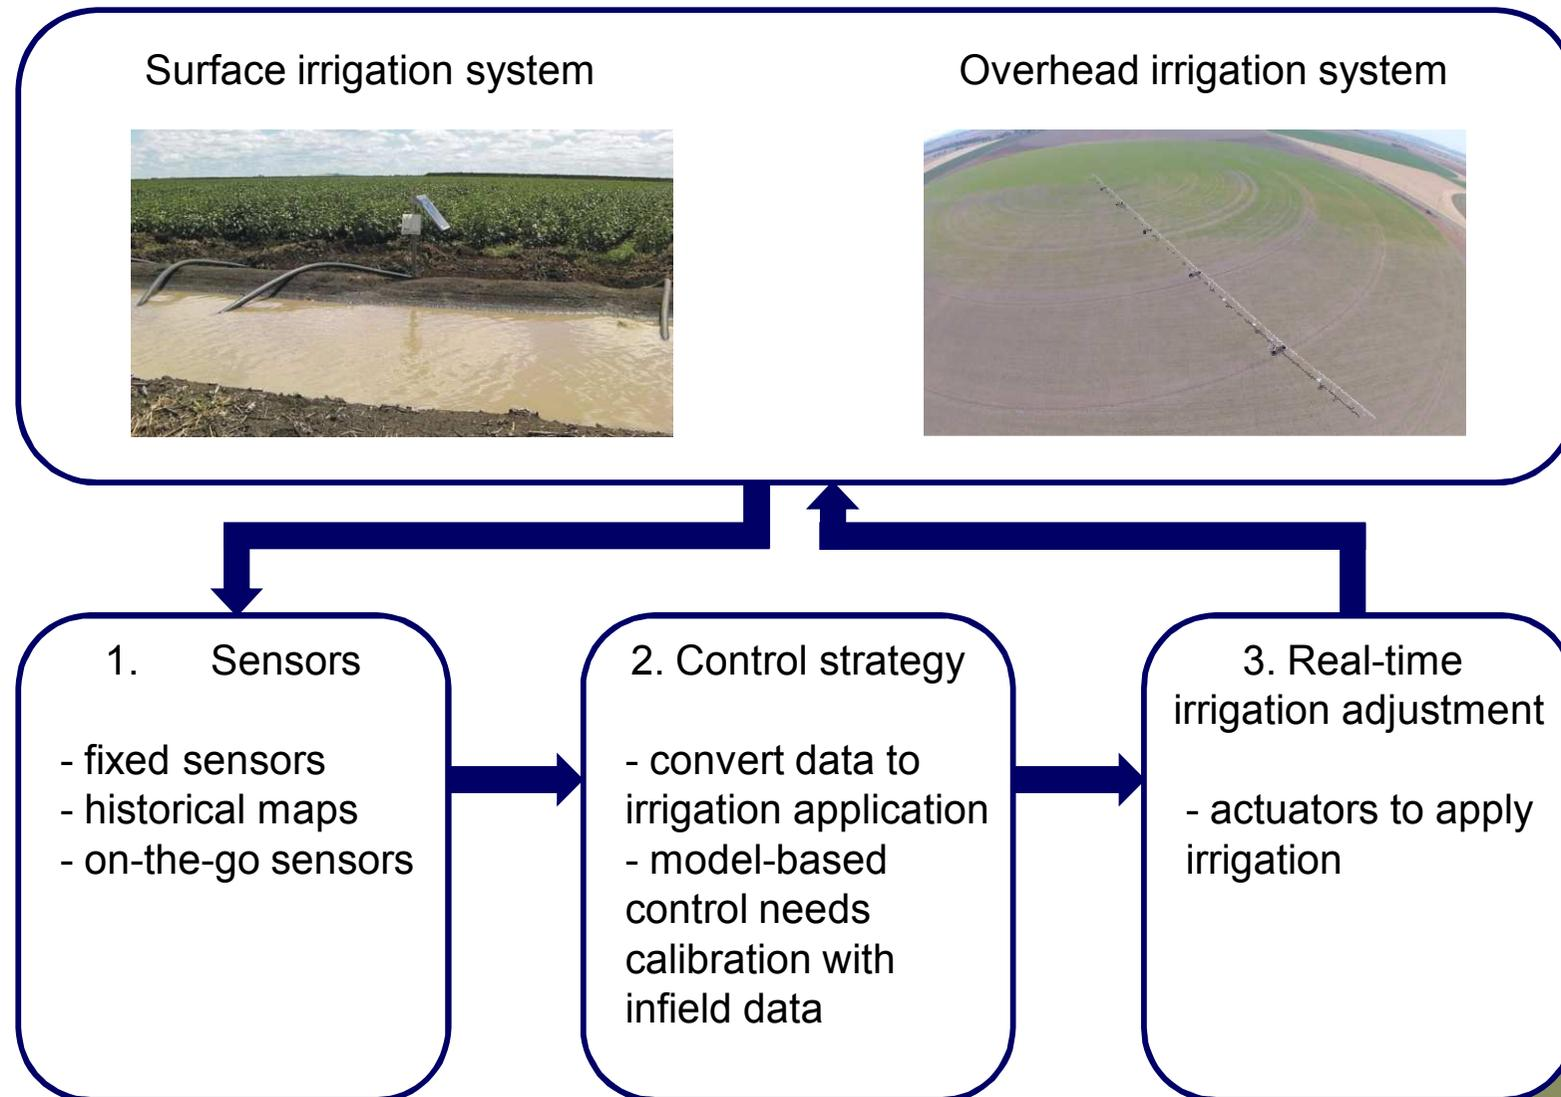 Surface irrigation system
Overhead irrigation system
1. Sensors
- fixed sensors
- historical maps
- on-the-go sensors
2. Control strategy
- convert data to
irrigation application
- model-based
control needs
calibration with
infield data
3. Real-time
irrigation adjustment
- actuators to apply
irrigation